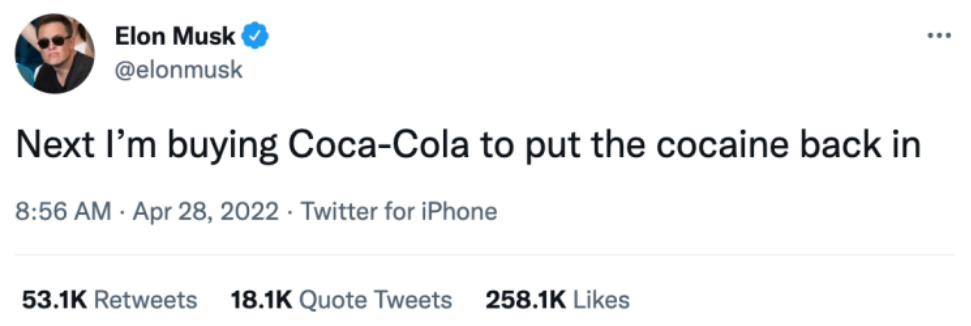 Elon Musk
@elonmusk
Next I’m buying Coca-Cola to put the cocaine back in
8:56 AM · Apr 28, 2022 · Twitter for iPhone
53.1K Retweets 18.1K Quote Tweets 258.1K Likes